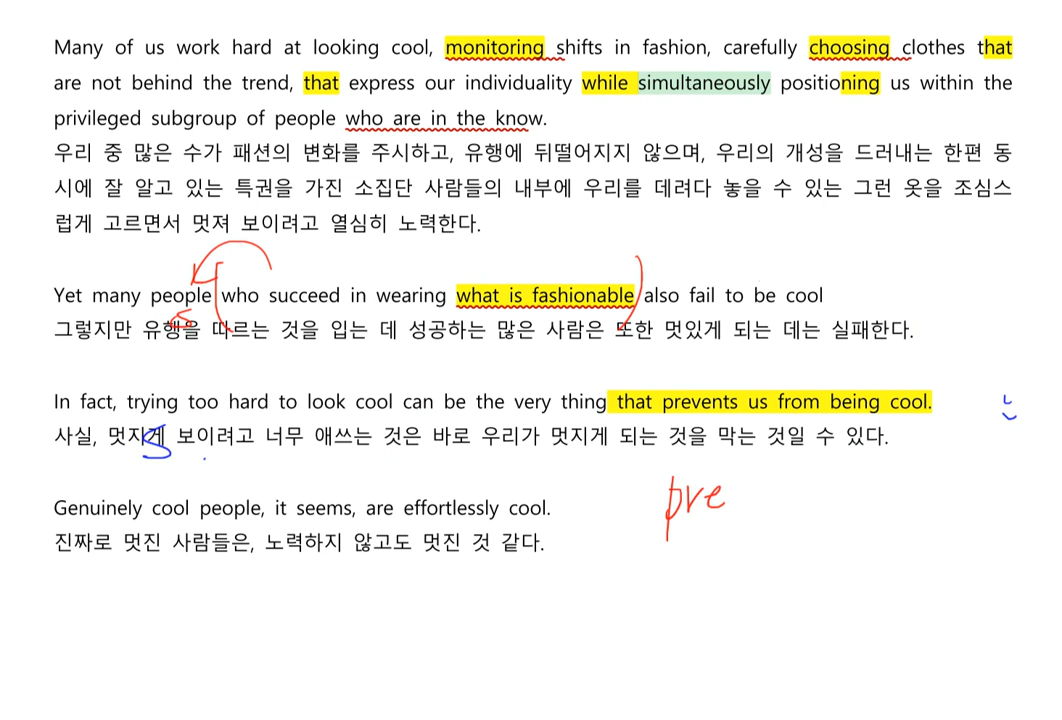 Many of us work hard at looking cool, monitoring shifts in fashion, carefully choosing clothes that
are not behind the trend, that express our individuality while simultaneously positioning us within the
privileged subgroup of people who are in the know.
우리 중 많은 수가 패션의 변화를 주시하고, 유행에 뒤떨어지지 않으며, 우리의 개성을 드러내는 한편 동
시에 잘 알고 있는 특권을 가진 소집단 사람들의 내부에 우리를 데려다 놓을 수 있는 그런 옷을 조심스
럽게 고르면서 멋져 보이려고 열심히 노력한다.
Yet many people who succeed in wearing what is fashionable also fail to be cool
그렇지만 유행을 따르는 것을 입는 데 성공하는 많은 사람은 또한 멋있게 되는 데는 실패한다.
In fact, trying too hard to look cool can be the very thing that prevents us from being cool.
사실, 멋지게 보이려고 너무 애쓰는 것은 바로 우리가 멋지게 되는 것을 막는 것일 수 있다.
pre
Genuinely cool people, it seems, are effortlessly cool.
진짜로 멋진 사람들은, 노력하지 않고도 멋진 것 같다.